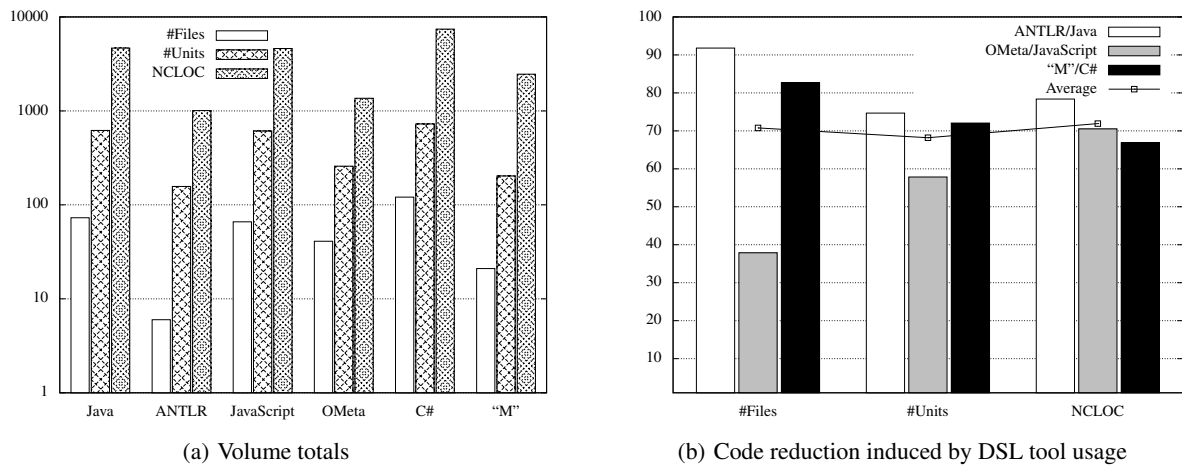 10000
1000
100
10
1
#Files
#Units
NCLOC
Java
ANTLR
JavaScript
OMeta
C#
“M”
(a) Volume totals
100
90
80
70
60
50
40
30
20
10
ANTLR/Java
OMeta/JavaScript
“M”/C#
Average
#Files
#Units
NCLOC
(b) Code reduction induced by DSL tool usage